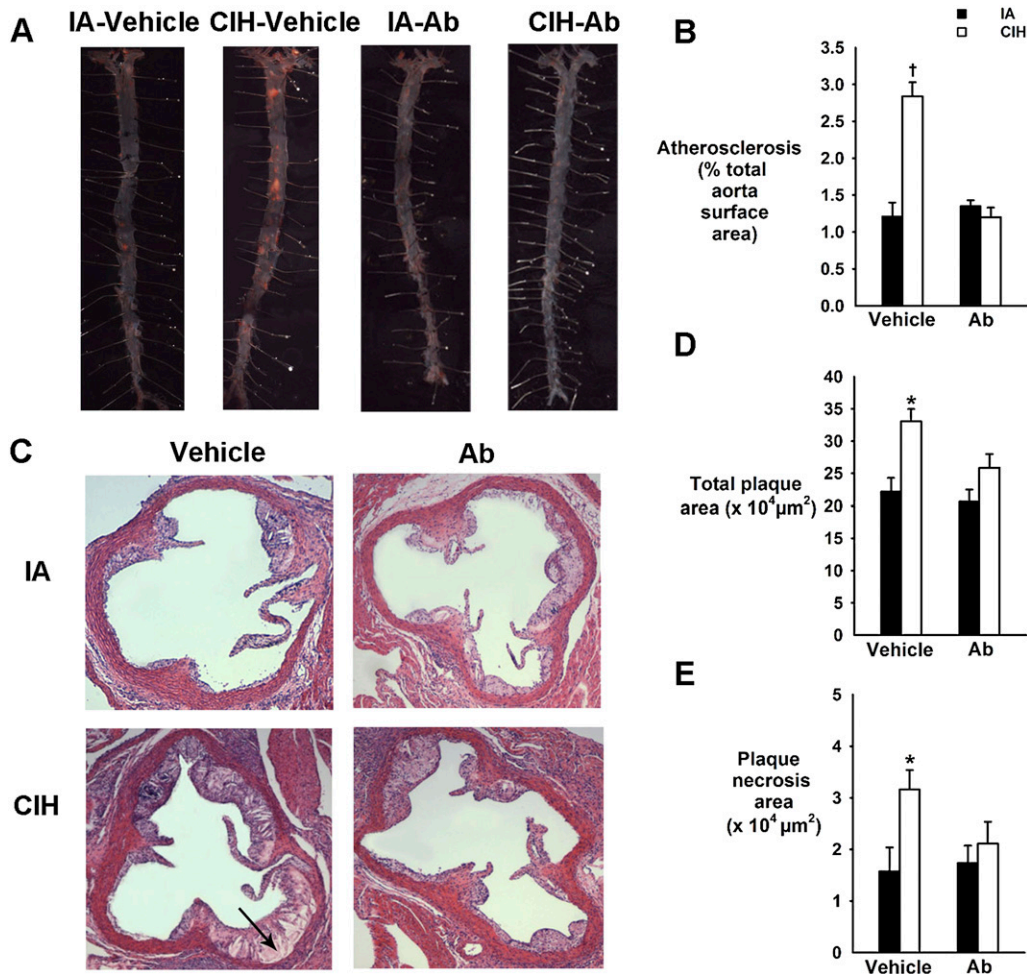 A
IA-Vehicle CIH-Vehicle IA-Ab CIH-Ab
B
IA
CIH
Atherosclerosis
(% total
aorta
surface
area)
3.5
3.0
2.5
2.0
1.5
1.0
0.5
0.0
†
Vehicle Ab
C
Vehicle Ab
IA
CIH
D
Total plaque
area (x 10⁴µm²)
40
35
30
25
20
15
10
5
0
*
Vehicle Ab
E
Plaque
necrosis
area
(x 10⁴ µm²)
5
4
3
2
1
0
*
Vehicle Ab